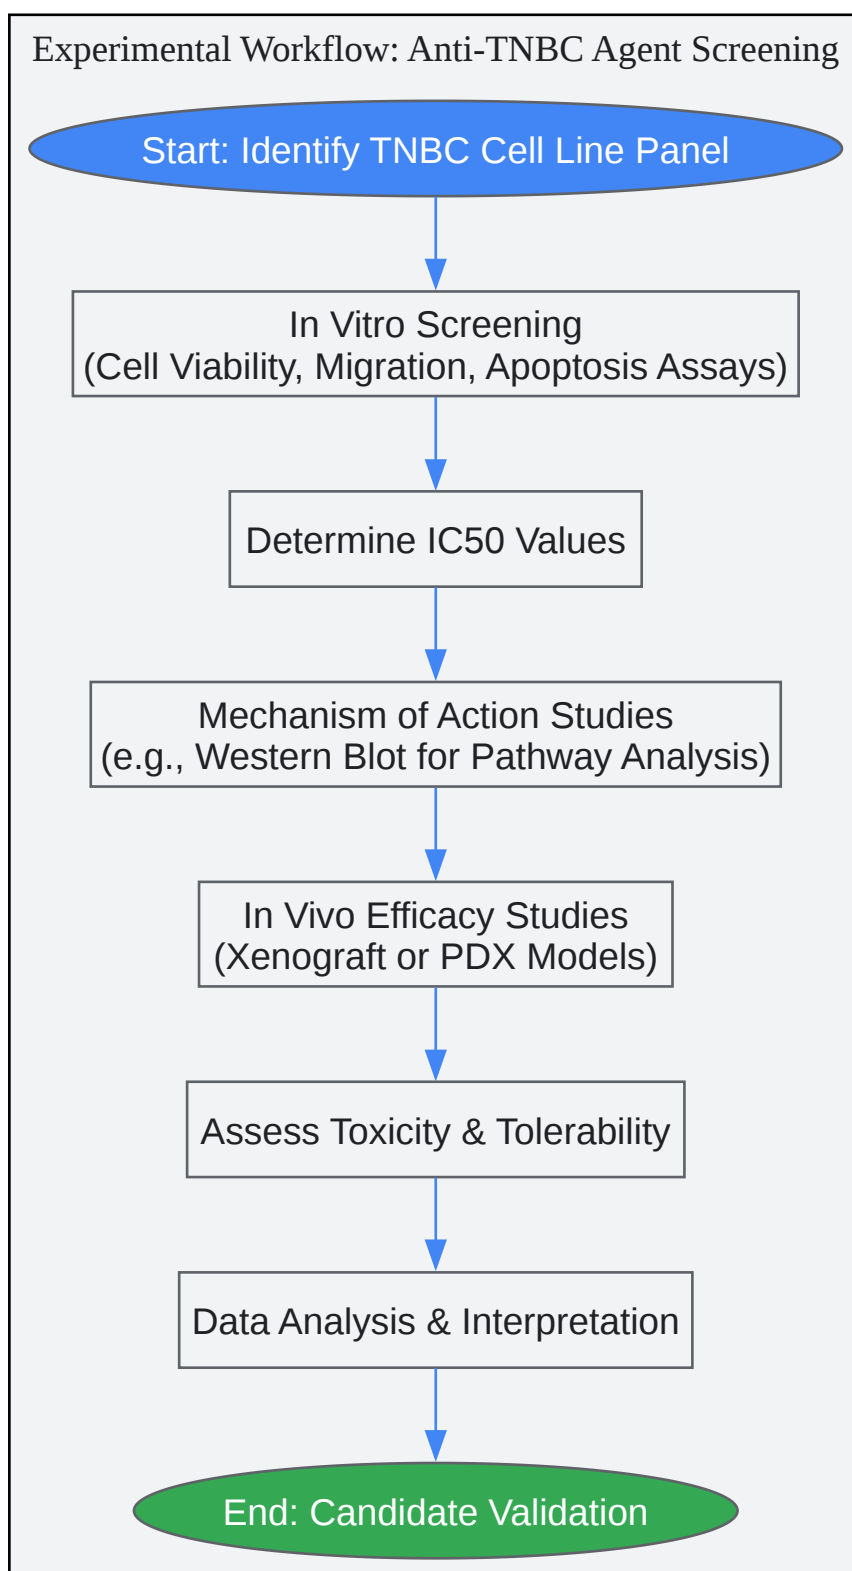 Experimental Workflow: Anti-TNBC Agent Screening
Start: Identify TNBC Cell Line Panel
In Vitro Screening
(Cell Viability, Migration, Apoptosis Assays)
Determine IC50 Values
Mechanism of Action Studies
(e.g., Western Blot for Pathway Analysis)
In Vivo Efficacy Studies
(Xenograft or PDX Models)
Assess Toxicity & Tolerability
Data Analysis & Interpretation
End: Candidate Validation